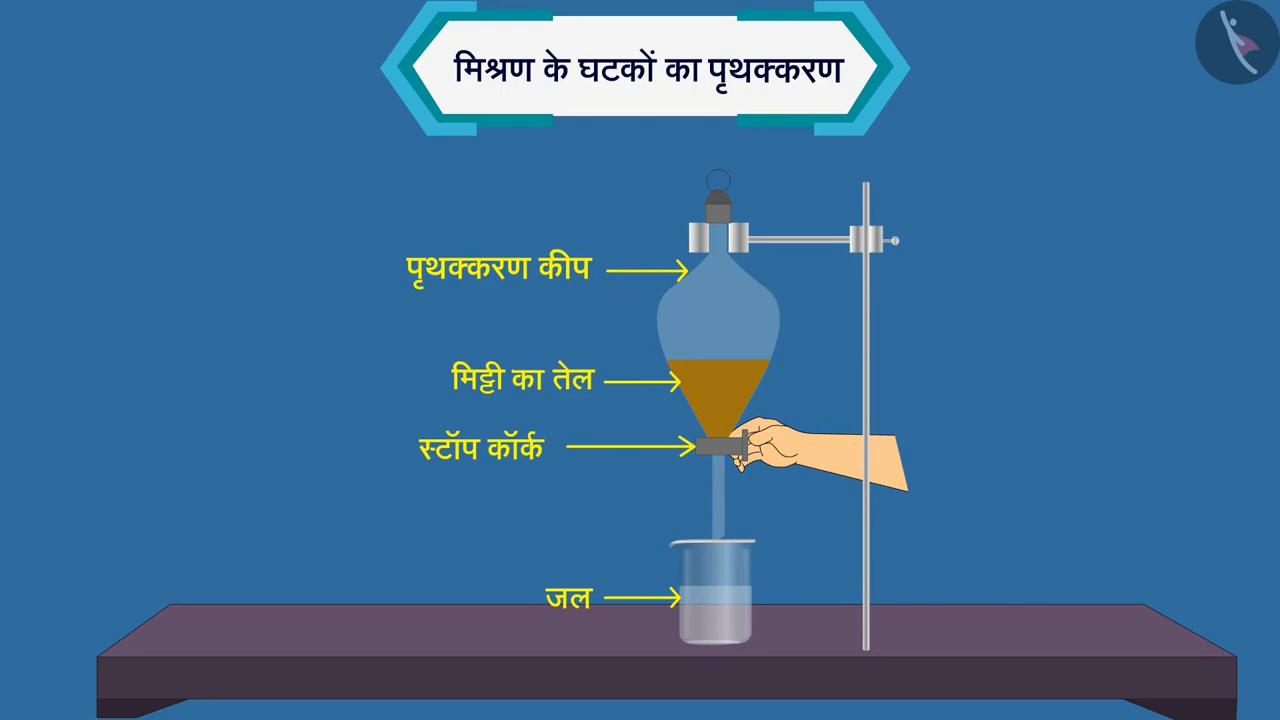 मिश्रण के घटकों का पृथक्करण
पृथक्करण कीप
मिट्टी का तेल
स्टॉप कॉर्क
जल